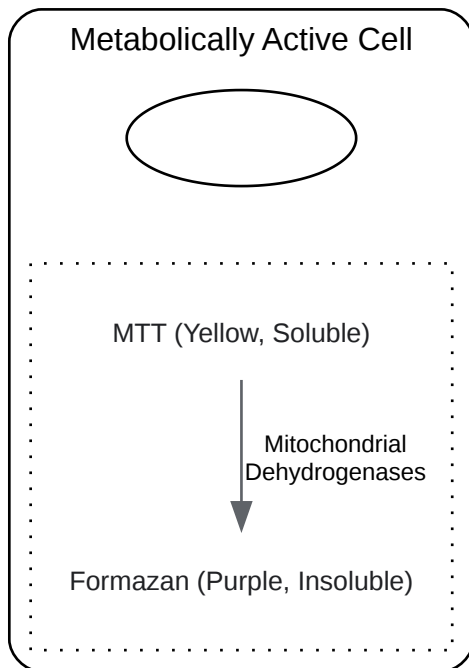 Metabolically Active Cell
MTT (Yellow, Soluble)
Mitochondrial
Dehydrogenases
Formazan (Purple, Insoluble)